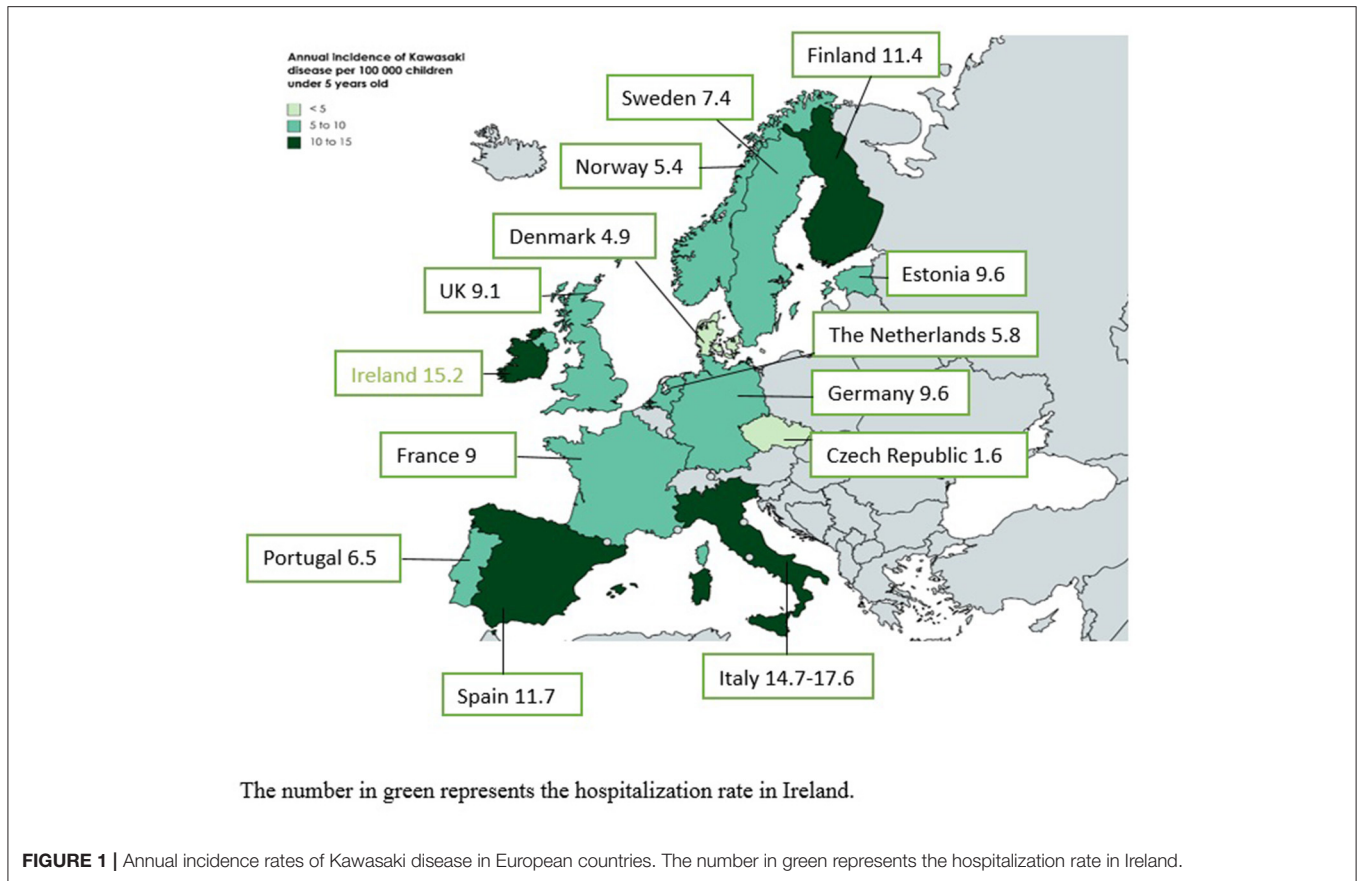 Annual incidence of Kawasaki
disease per 100 000 children
under 5 years old
< 5
5 to 10
10 to 15
Finland 11.4
Sweden 7.4
Norway 5.4
Denmark 4.9
UK 9.1
Estonia 9.6
The Netherlands 5.8
Ireland 15.2
Germany 9.6
France 9
Czech Republic 1.6
Portugal 6.5
Italy 14.7-17.6
Spain 11.7
The number in green represents the hospitalization rate in Ireland.
FIGURE 1 | Annual incidence rates of Kawasaki disease in European countries. The number in green represents the hospitalization rate in Ireland.